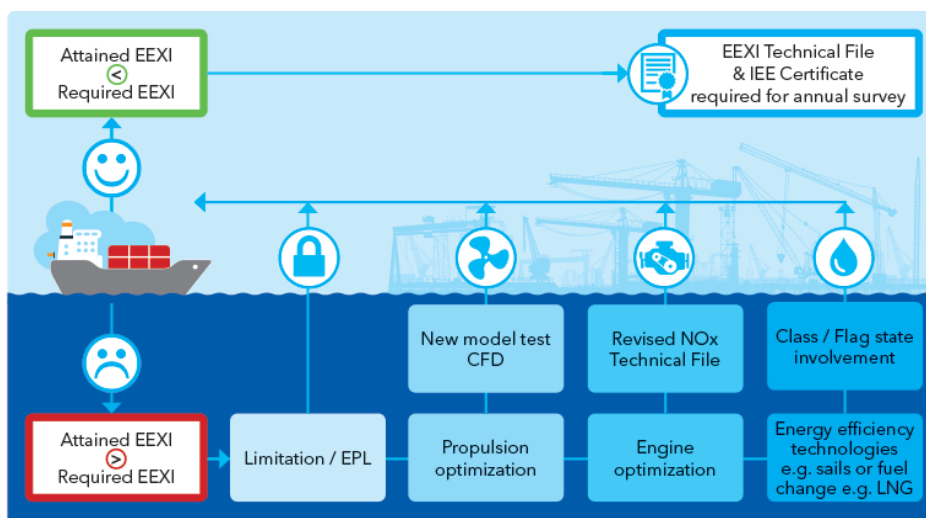 Attained EEXI
<
Required EEXI
EEXI Technical File
& IEE Certificate
required for annual survey
New model test
CFD
Revised NOx
Technical File
Class / Flag state
involvement
Attained EEXI
>
Required EEXI
Limitation / EPL
Propulsion
optimization
Engine
optimization
Energy efficiency
technologies
e.g. sails or fuel
change e.g. LNG